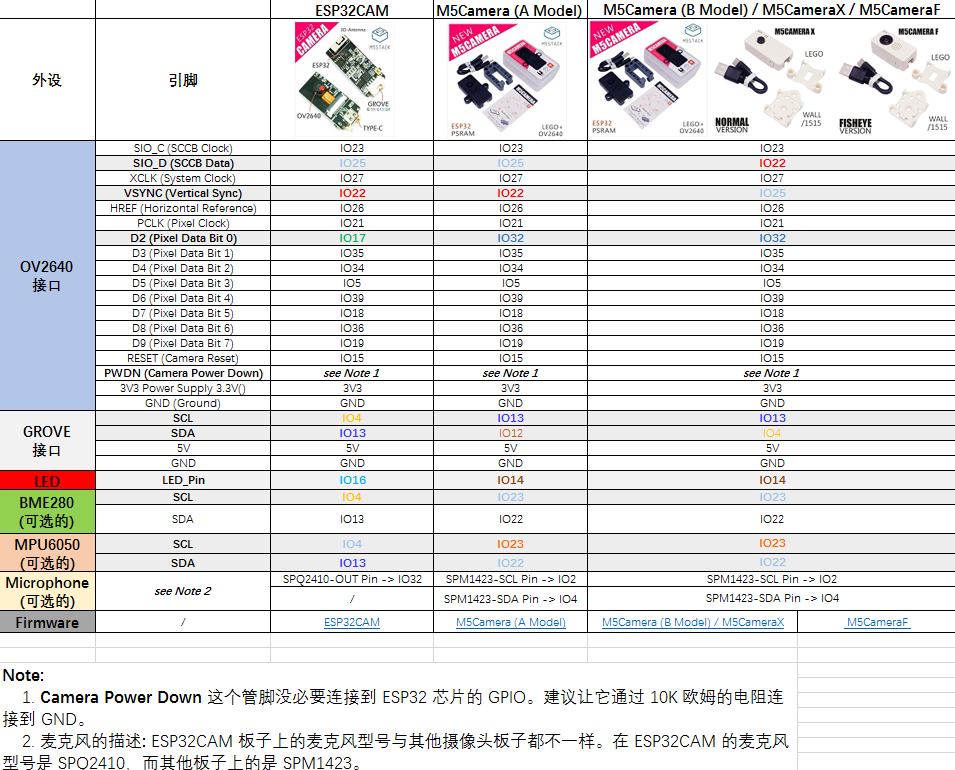 ESP32CAM M5Camera (A Model) M5Camera (B Model) / M5CameraX / M5CameraF
外设 引脚
ESP32 CAMERA
3D-Antenna
M5STACK
ESP32
GROVE
OV2640
TYPE-C
NEW M5CAMERA
M5STACK
ESP32
PSRAM
LEGO+
OV2640
NEW M5CAMERA
M5STACK
ESP32
PSRAM
LEGO+
OV2640
M5CAMERA X
LEGO
NORMAL
VERSION
WALL
/1515
M5CAMERA F
LEGO
FISHEYE
VERSION
WALL
/1515
OV2640
接口
SIO_C (SCCB Clock) IO23 IO23 IO23
SIO_D (SCCB Data) IO25 IO25 IO22
XCLK (System Clock) IO27 IO27 IO27
VSYNC (Vertical Sync) IO22 IO22 IO25
HREF (Horizontal Reference) IO26 IO26 IO26
PCLK (Pixel Clock) IO21 IO21 IO21
D2 (Pixel Data Bit 0) IO17 IO32 IO32
D3 (Pixel Data Bit 1) IO35 IO35 IO35
D4 (Pixel Data Bit 2) IO34 IO34 IO34
D5 (Pixel Data Bit 3) IO5 IO5 IO5
D6 (Pixel Data Bit 4) IO39 IO39 IO39
D7 (Pixel Data Bit 5) IO18 IO18 IO18
D8 (Pixel Data Bit 6) IO36 IO36 IO36
D9 (Pixel Data Bit 7) IO19 IO19 IO19
RESET (Camera Reset) IO15 IO15 IO15
PWDN (Camera Power Down) see Note 1 see Note 1 see Note 1
3V3 Power Supply 3.3V() 3V3 3V3 3V3
GND (Ground) GND GND GND
GROVE
接口
SCL IO4 IO13 IO13
SDA IO13 IO12 IO4
5V 5V 5V 5V
GND GND GND GND
LED LED_Pin IO16 IO14 IO14
BME280
(可选的)
SCL IO4 IO23 IO23
SDA IO13 IO22 IO22
MPU6050
(可选的)
SCL IO4 IO23 IO23
SDA IO13 IO22 IO22
Microphone
(可选的)
see Note 2
SPQ2410-OUT Pin -> IO32 SPM1423-SCL Pin -> IO2 SPM1423-SCL Pin -> IO2
/ SPM1423-SDA Pin -> IO4 SPM1423-SDA Pin -> IO4
Firmware / ESP32CAM M5Camera (A Model) M5Camera (B Model) / M5CameraX M5CameraF
Note:
1. Camera Power Down 这个管脚没必要连接到 ESP32 芯片的 GPIO。建议让它通过 10K 欧姆的电阻连
接到 GND。
2. 麦克风的描述: ESP32CAM 板子上的麦克风型号与其他摄像头板子都不一样。在 ESP32CAM 的麦克风
型号是 SPQ2410，而其他板子上的是 SPM1423。